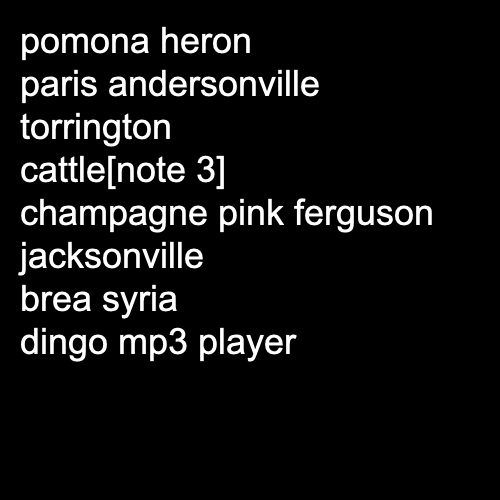 pomona heron
paris andersonville
torrington
cattle[note 3]
champagne pink ferguson
jacksonville
brea syria
dingo mp3 player